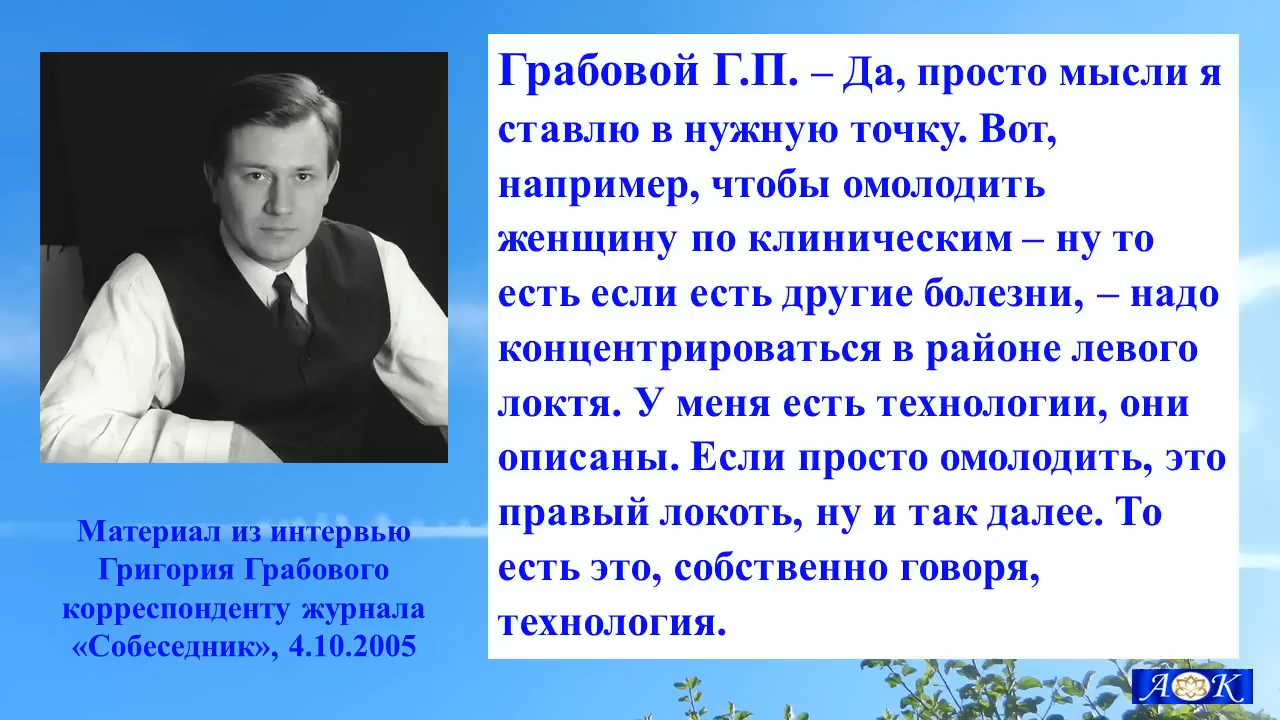 Грабовой Г.П. – Да, просто мысли я
ставлю в нужную точку. Вот,
например, чтобы омолодить
женщину по клиническим – ну то
есть если есть другие болезни, – надо
концентрироваться в районе левого
локтя. У меня есть технологии, они
описаны. Если просто омолодить, это
правый локоть, ну и так далее. То
есть это, собственно говоря,
технология.
Материал из интервью
Григория Грабового
корреспонденту журнала
«Собеседник», 4.10.2005
А К